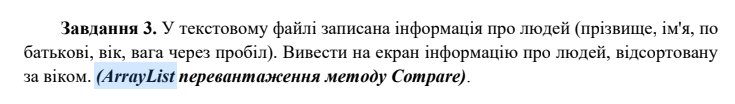 Завдання 3. У текстовому файлі записана інформація про людей (прізвище, ім'я, по
батькові, вік, вага через пробіл). Вивести на екран інформацію про людей, відсортовану
за віком. (ArrayList перевантаження методу Compare).